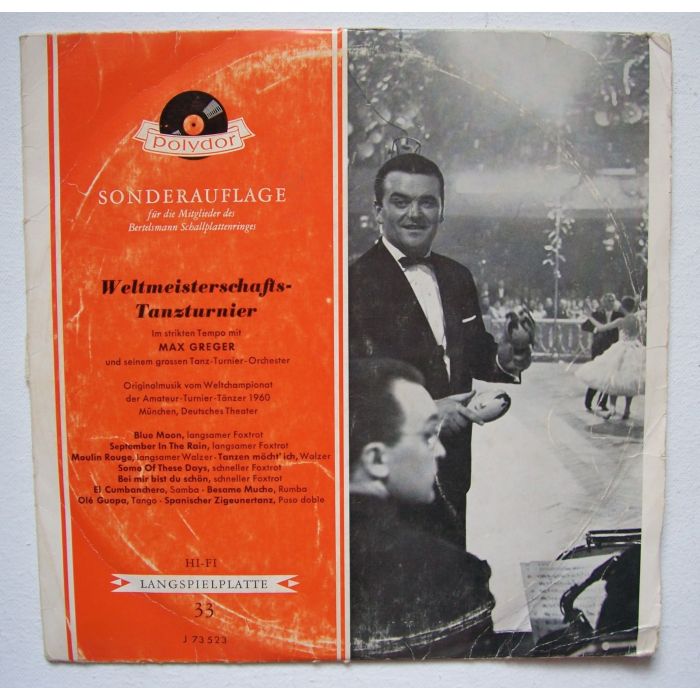 Polydor
SONDERAUFLAGE
für die Mitglieder des
Bertelsmann Schallplattenringes
Weltmeisterschafts-
Tanzturnier
Im strikten Tempo mit
MAX GREGER
und seinem grossen Tanz-Turnier-Orchester
Originalmusik vom Weltchampionat
der Amateur-Turnier-Tänzer 1960
München, Deutsches Theater
Blue Moon, langsamer Foxtrot
September In The Rain, langsamer Foxtrot
Moulin Rouge, langsamer Walzer - Tanzen möcht' ich, Walzer
Some Of These Days, schneller Foxtrot
Bei mir bist du schön, schneller Foxtrot
El Cumbanchero, Samba - Besame Mucho, Rumba
Olé Guapa, Tango - Spanischer Zigeunertanz, Paso doble
HI-FI
LANGSPIELPLATTE
33
J 73 523